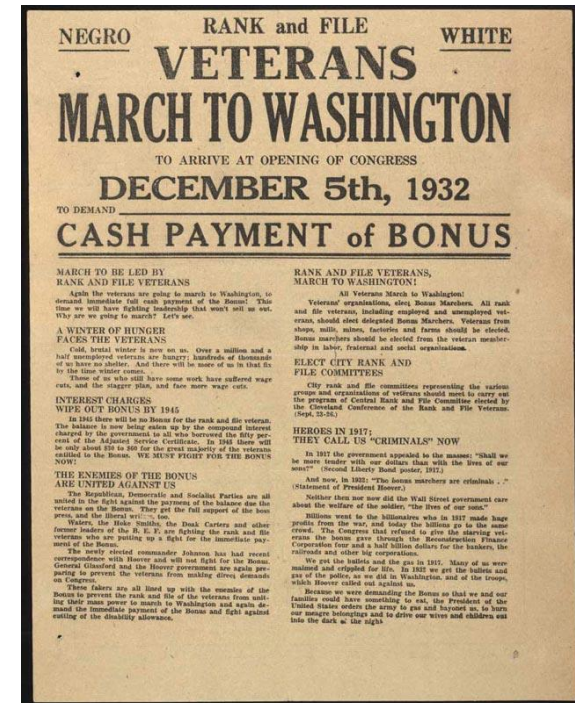 NEGRO
RANK and FILE
WHITE
VETERANS
MARCH TO WASHINGTON
TO ARRIVE AT OPENING OF CONGRESS
DECEMBER 5th, 1932
TO DEMAND
CASH PAYMENT of BONUS
MARCH TO BE LED BY
RANK AND FILE VETERANS
Again the veterans are going to march to Washington, to
demand immediate full cash payment of the Bonus! This
time we will have fighting leadership that won't sell us out.
Why are we going to march? Let's see.
A WINTER OF HUNGER
FACES THE VETERANS
Cold, brutal winter is now on us. Over a million and a
half unemployed veterans are hungry; hundreds of thousands
of us have no shelter. And there will be more of us in that fix
by the time winter comes.
Those of us who still have some work have suffered wage
cuts, and the stagger plan, and face more wage cuts.
INTEREST CHARGES
WIPE OUT BONUS BY 1945
In 1945 there will be no Bonus for the rank and file veteran.
The balance is now being eaten up by the compound interest
charged by the government to all who borrowed the fifty per-
cent of the Adjusted Service Certificate. In 1945 there will
be only about $30 to $60 for the great majority of the veterans
entitled to the Bonus. WE MUST FIGHT FOR THE BONUS
NOW!
THE ENEMIES OF THE BONUS
ARE UNITED AGAINST US
The Republican, Democratic and Socialist Parties are all
united in the fight against the payment of the balance due the
veterans on the Bonus. They get the full support of the boss
press, and the liberal too.
Waters, the Hoke Smiths, the Doak Carters and other
former leaders of the B. E. F. are fighting the rank and file
veterans who are putting up a fight for the immediate pay-
ment of the Bonus.
The newly elected commander Johnson has had recent
correspondence with Hoover and will not fight for the Bonus.
General Glassford and the Hoover government are again pre-
paring to prevent the veterans from making direct demands
on Congress.
These fakers are all lined up with the enemies of the
Bonus to prevent the rank and file of the veterans from unit-
ing their mass power to march to Washington and again de-
mand the immediate payment of the Bonus and fight against
cutting of the disability allowance.
RANK AND FILE VETERANS,
MARCH TO WASHINGTON!
All Veterans March to Washington!
Veterans' organizations, elect Bonus Marchers. All rank
and file veterans, including employed and unemployed vet-
erans, should elect delegated Bonus Marchers. Veterans from
shops, mills, mines, factories and farms should be elected.
Bonus marchers should be elected from the veteran member-
ship in labor, fraternal and social organizations.
ELECT CITY RANK AND
FILE COMMITTEES
City rank and file committees representing the various
groups and organizations of veterans should meet to carry out
the program of Central Rank and File Committee elected by
the Cleveland Conference of the Rank and File Veterans.
(Sept. 23-25.)
HEROES IN 1917;
THEY CALL US "CRIMINALS" NOW
In 1917 the government appealed to the masses: "Shall we
be more tender with our dollars than with the lives of our
sons?" (Second Liberty Bond poster, 1917.)
And now, in 1932: "The bonus marchers are criminals . ."
(Statement of President Hoover.)
Neither then nor now did the Wall Street government care
about the welfare of the soldier, "the lives of our sons."
Billions went to the billionaires who in 1917 made huge
profits from the war, and today the billions go to the same
crowd. The Congress that refused to give the starving vet-
erans the bonus gave through the Reconstruction Finance
Corporation four and a half billion dollars for the bankers, the
railroads and other big corporations.
We got the bullets and the gas in 1917. Many of us were
maimed and crippled for life. In 1932 we get the bullets and
gas of the police, as we did in Washington, and of the troops,
which Hoover called out against us.
Because we were demanding the Bonus so that we and our
families could have something to eat, the President of the
United States orders the army to gas and bayonet us, to burn
our meagre belongings and to drive our wives and children out
into the dark of the night